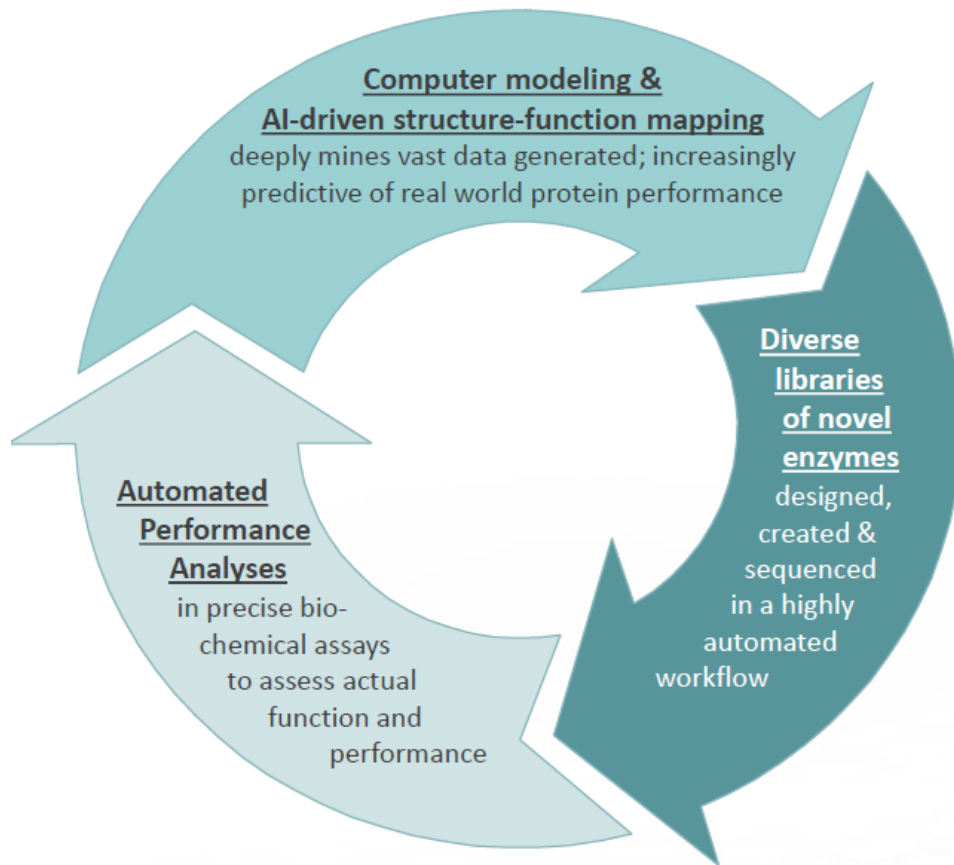 Computer modeling &
AI-driven structure-function mapping
deeply mines vast data generated; increasingly
predictive of real world protein performance
Diverse
libraries
of novel
enzymes
designed,
created &
sequenced
in a highly
automated
workflow
Automated
Performance
Analyses
in precise bio-
chemical assays
to assess actual
function and
performance